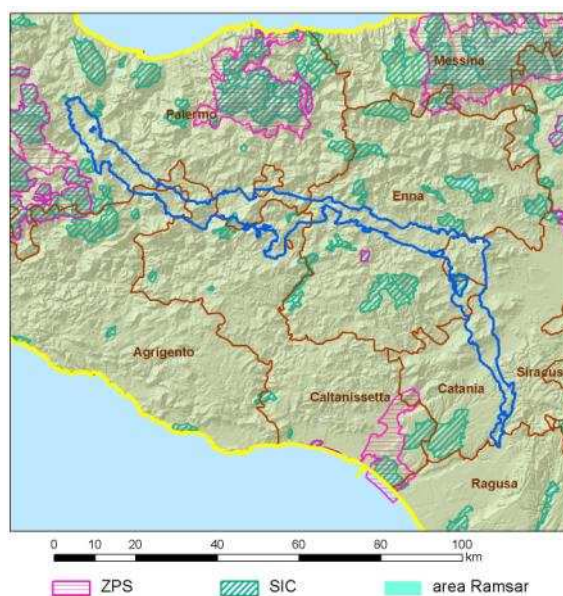 Messina
Palermo
Enna
Agrigento
Caltanissetta
Catania
Siracus
Ragusa
0 10 20 40 60 80 100
km
ZPS SIC area Ramsar